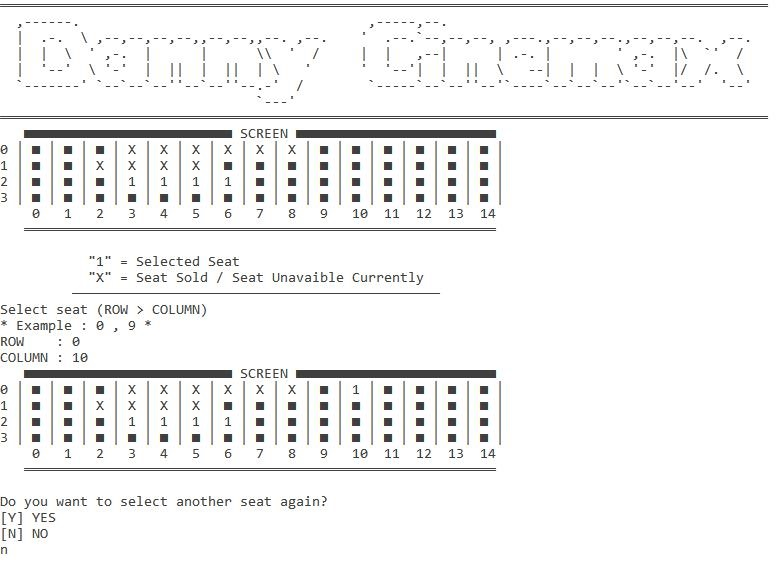 Danny Cinemax
SCREEN
0 | ■ | ■ | ■ | X | X | X | X | X | X | ■ | ■ | ■ | ■ | ■ | ■ |
1 | ■ | ■ | X | X | X | X | ■ | ■ | ■ | ■ | ■ | ■ | ■ | ■ | ■ |
2 | ■ | ■ | ■ | 1 | 1 | 1 | 1 | ■ | ■ | ■ | ■ | ■ | ■ | ■ | ■ |
3 | ■ | ■ | ■ | ■ | ■ | ■ | ■ | ■ | ■ | ■ | ■ | ■ | ■ | ■ | ■ |
0 1 2 3 4 5 6 7 8 9 10 11 12 13 14
"1" = Selected Seat
"X" = Seat Sold / Seat Unavaible Currently
Select seat (ROW > COLUMN)
* Example : 0 , 9 *
ROW : 0
COLUMN : 10
SCREEN
0 | ■ | ■ | ■ | X | X | X | X | X | X | ■ | 1 | ■ | ■ | ■ | ■ |
1 | ■ | ■ | X | X | X | X | ■ | ■ | ■ | ■ | ■ | ■ | ■ | ■ | ■ |
2 | ■ | ■ | ■ | 1 | 1 | 1 | 1 | ■ | ■ | ■ | ■ | ■ | ■ | ■ | ■ |
3 | ■ | ■ | ■ | ■ | ■ | ■ | ■ | ■ | ■ | ■ | ■ | ■ | ■ | ■ | ■ |
0 1 2 3 4 5 6 7 8 9 10 11 12 13 14
Do you want to select another seat again?
[Y] YES
[N] NO
n